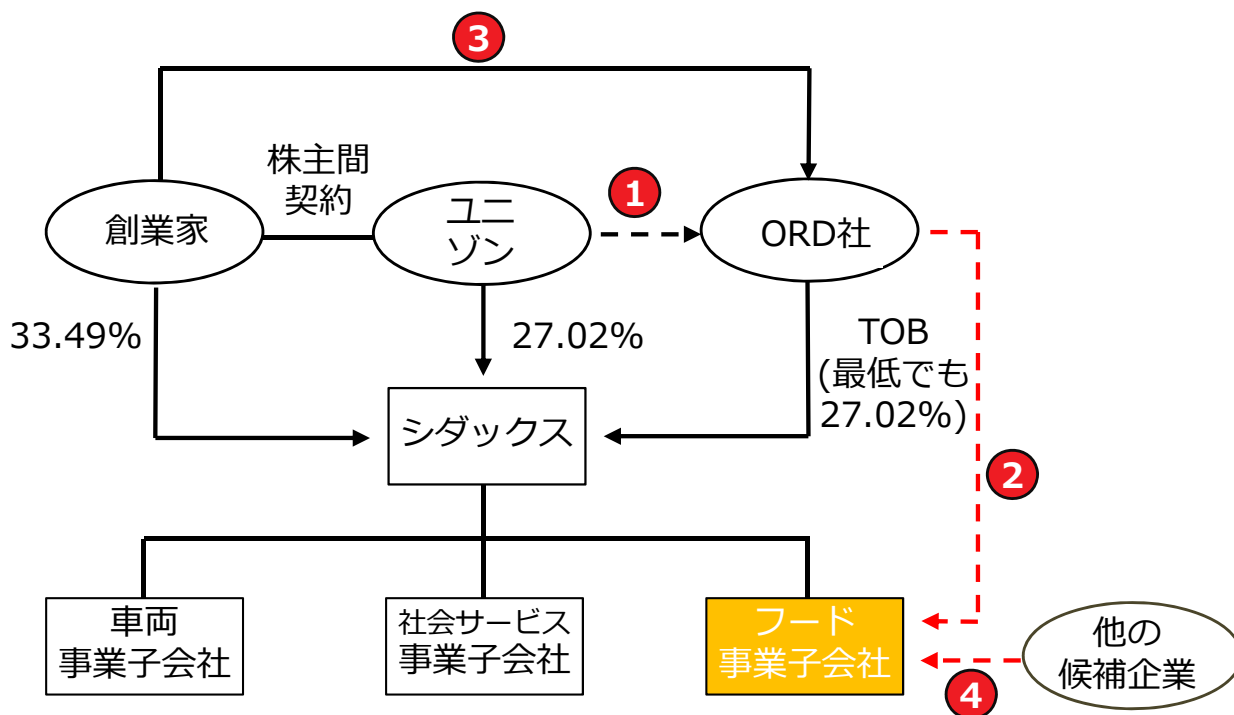 3
株主間
契約
1
創業家
ユニ
ゾン
ORD社
33.49%
27.02%
TOB
(最低でも
27.02%)
シダックス
2
車両
事業子会社
社会サービス
事業子会社
フード
事業子会社
他の
候補企業
4